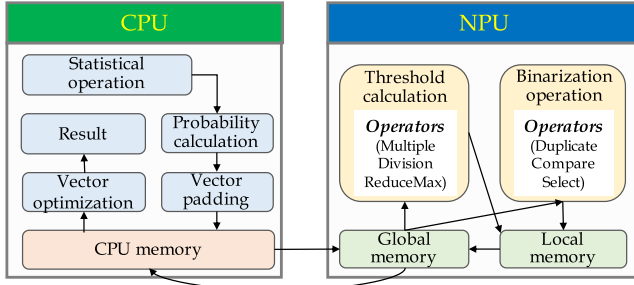 CPU
Statistical
operation
Result
Probability
calculation
Vector
optimization
Vector
padding
CPU memory
NPU
Threshold
calculation
Operators
(Multiple
Division
ReduceMax)
Binarization
operation
Operators
(Duplicate
Compare
Select)
Global
memory
Local
memory